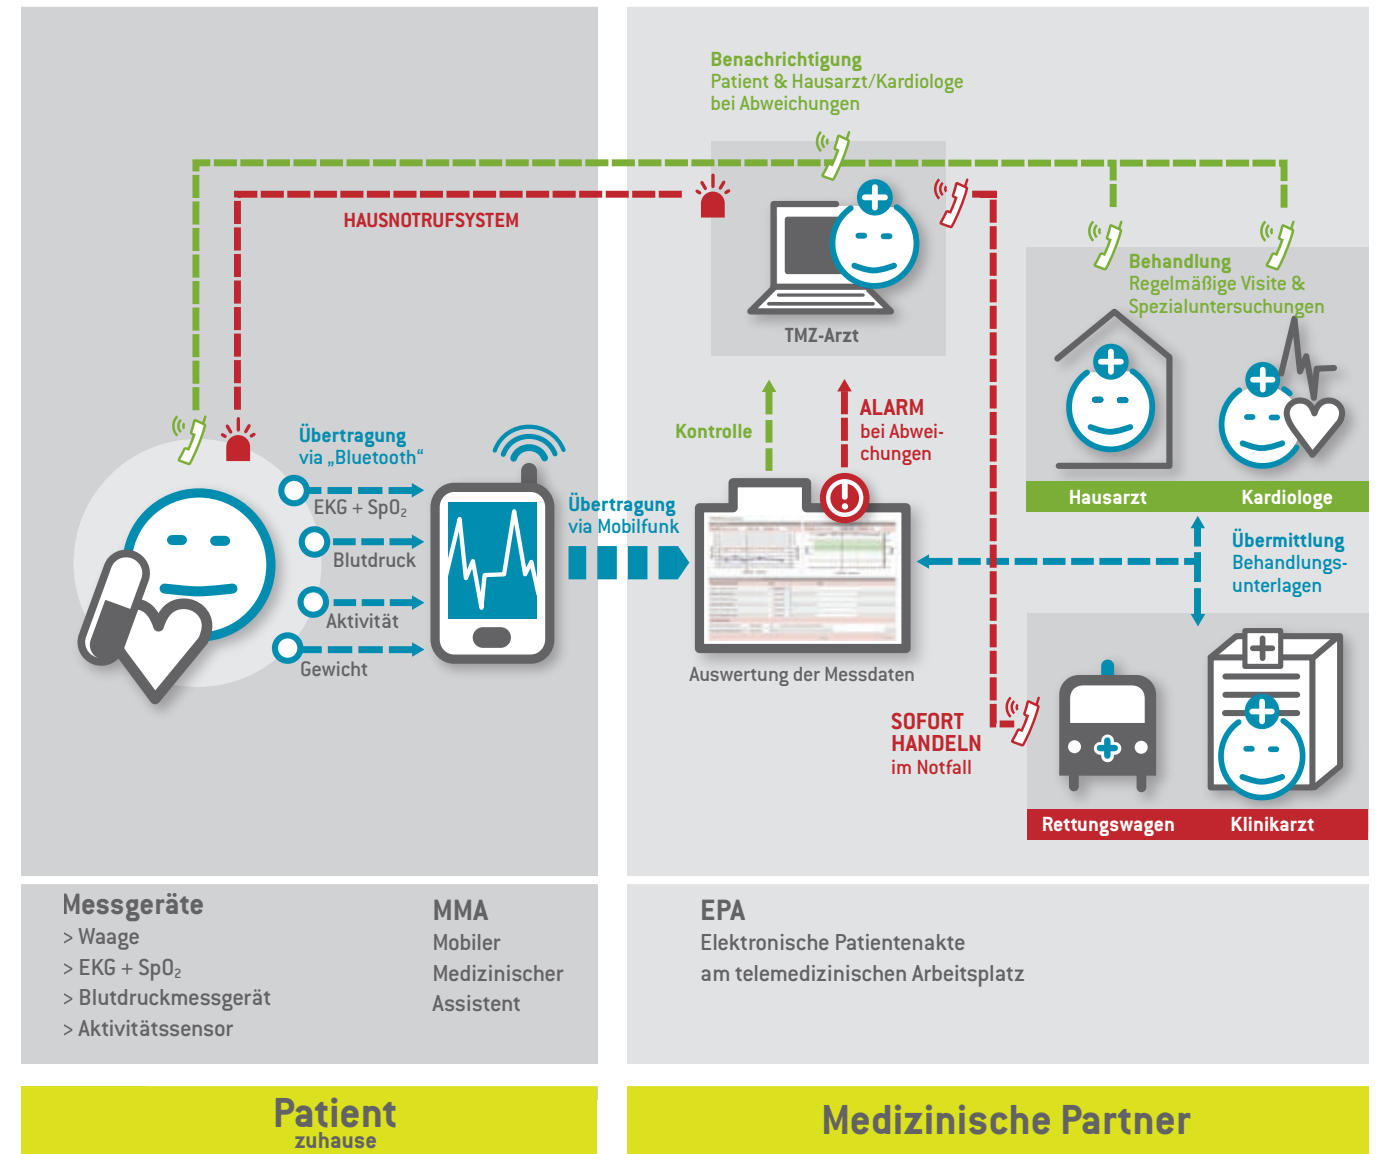 Benachrichtigung
Patient & Hausarzt/Kardiologe
bei Abweichungen
HAUSNOTRUFSYSTEM
TMZ-Arzt
Behandlung
Regelmäßige Visite &
Spezialuntersuchungen
Hausarzt
Kardiologe
Übertragung
via „Bluetooth“
EKG + SpO₂
Blutdruck
Aktivität
Gewicht
Übertragung
via Mobilfunk
Kontrolle
ALARM
bei Abwei-
chungen
Auswertung der Messdaten
Übermittlung
Behandlungs-
unterlagen
SOFORT
HANDELN
im Notfall
Rettungswagen
Klinikarzt
Messgeräte
> Waage
> EKG + SpO₂
> Blutdruckmessgerät
> Aktivitätssensor
MMA
Mobiler
Medizinischer
Assistent
EPA
Elektronische Patientenakte
am telemedizinischen Arbeitsplatz
Patient
zuhause
Medizinische Partner